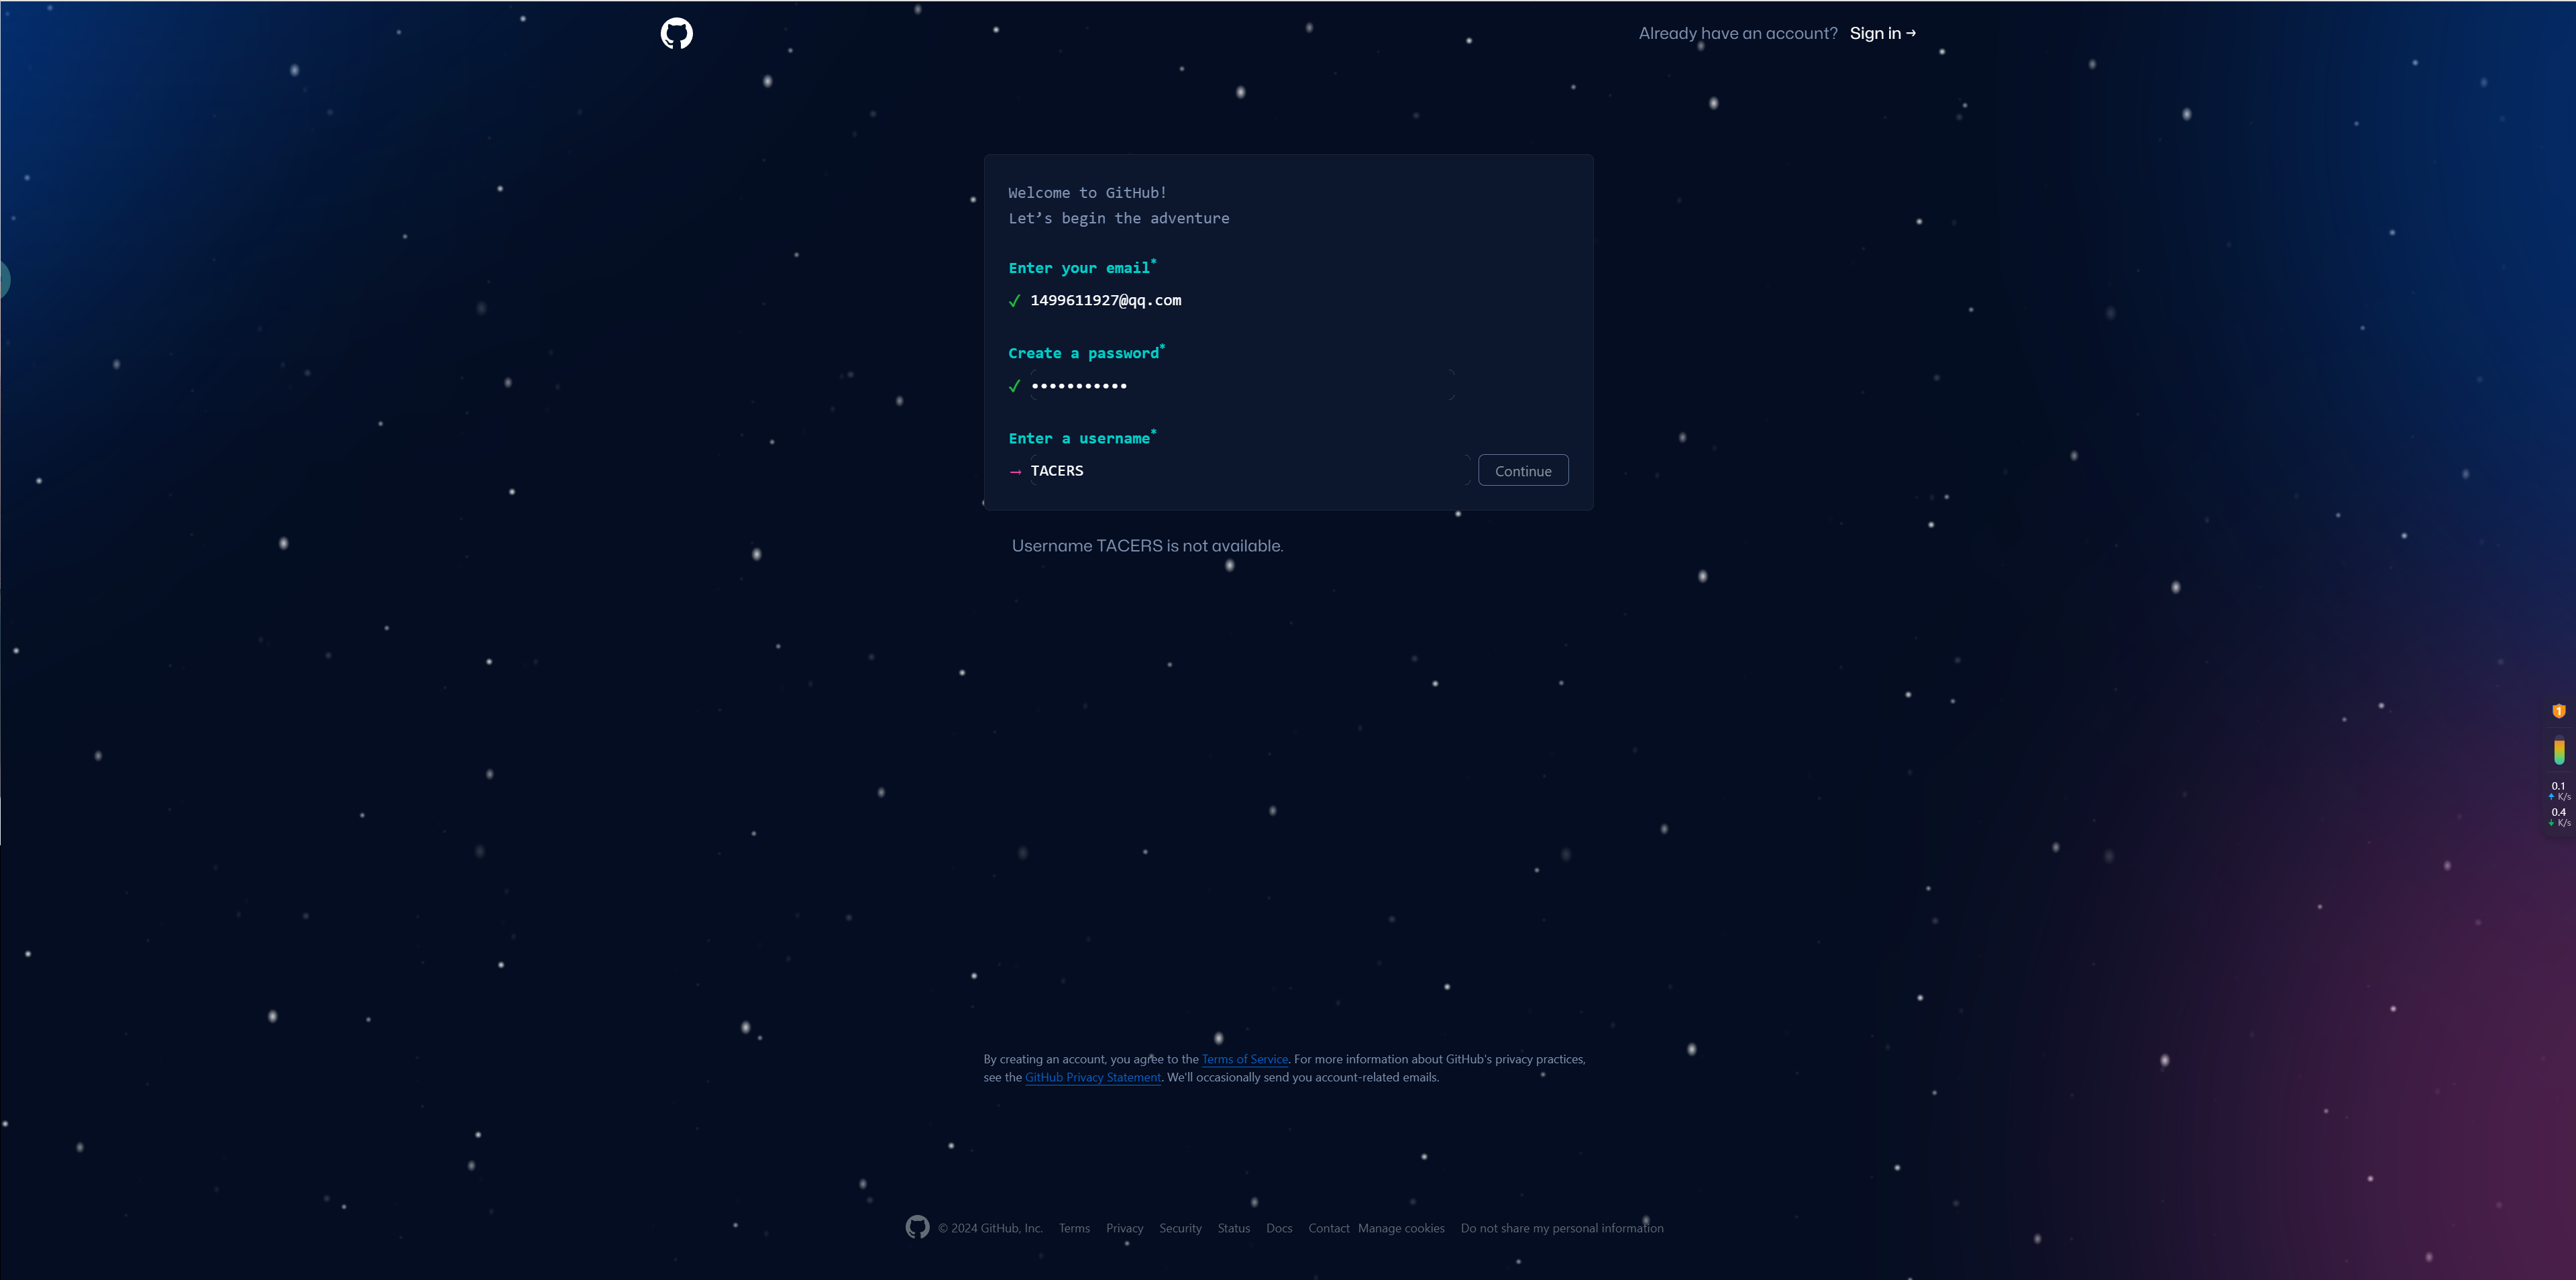 Already have an account? Sign in →
Welcome to GitHub!
Let’s begin the adventure
Enter your email*
✓ 1499611927@qq.com
Create a password*
✓ •••••••••••
Enter a username*
→ TACERS Continue
Username TACERS is not available.
1
0.1
↑ K/s
0.4
↓ K/s
By creating an account, you agree to the Terms of Service. For more information about GitHub's privacy practices,
see the GitHub Privacy Statement. We'll occasionally send you account-related emails.
© 2024 GitHub, Inc. Terms Privacy Security Status Docs Contact Manage cookies Do not share my personal information